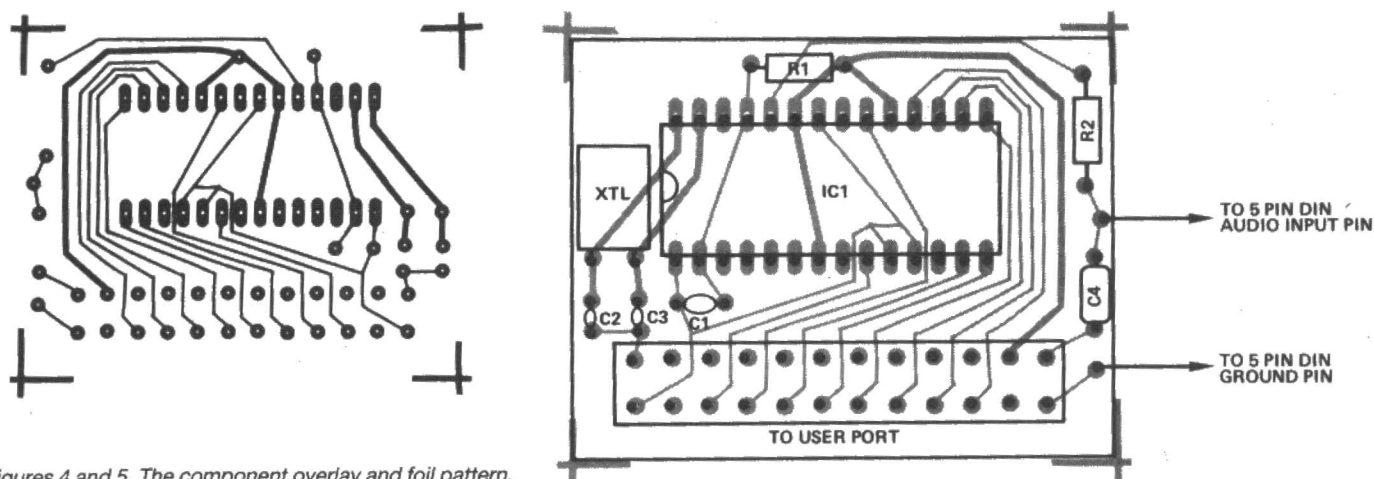 R1
R2
XTL
IC1
TO 5 PIN DIN
AUDIO INPUT PIN
C4
C2
C3
C1
TO 5 PIN DIN
GROUND PIN
TO USER PORT
igures 4 and 5. The component overlay and foil pattern.